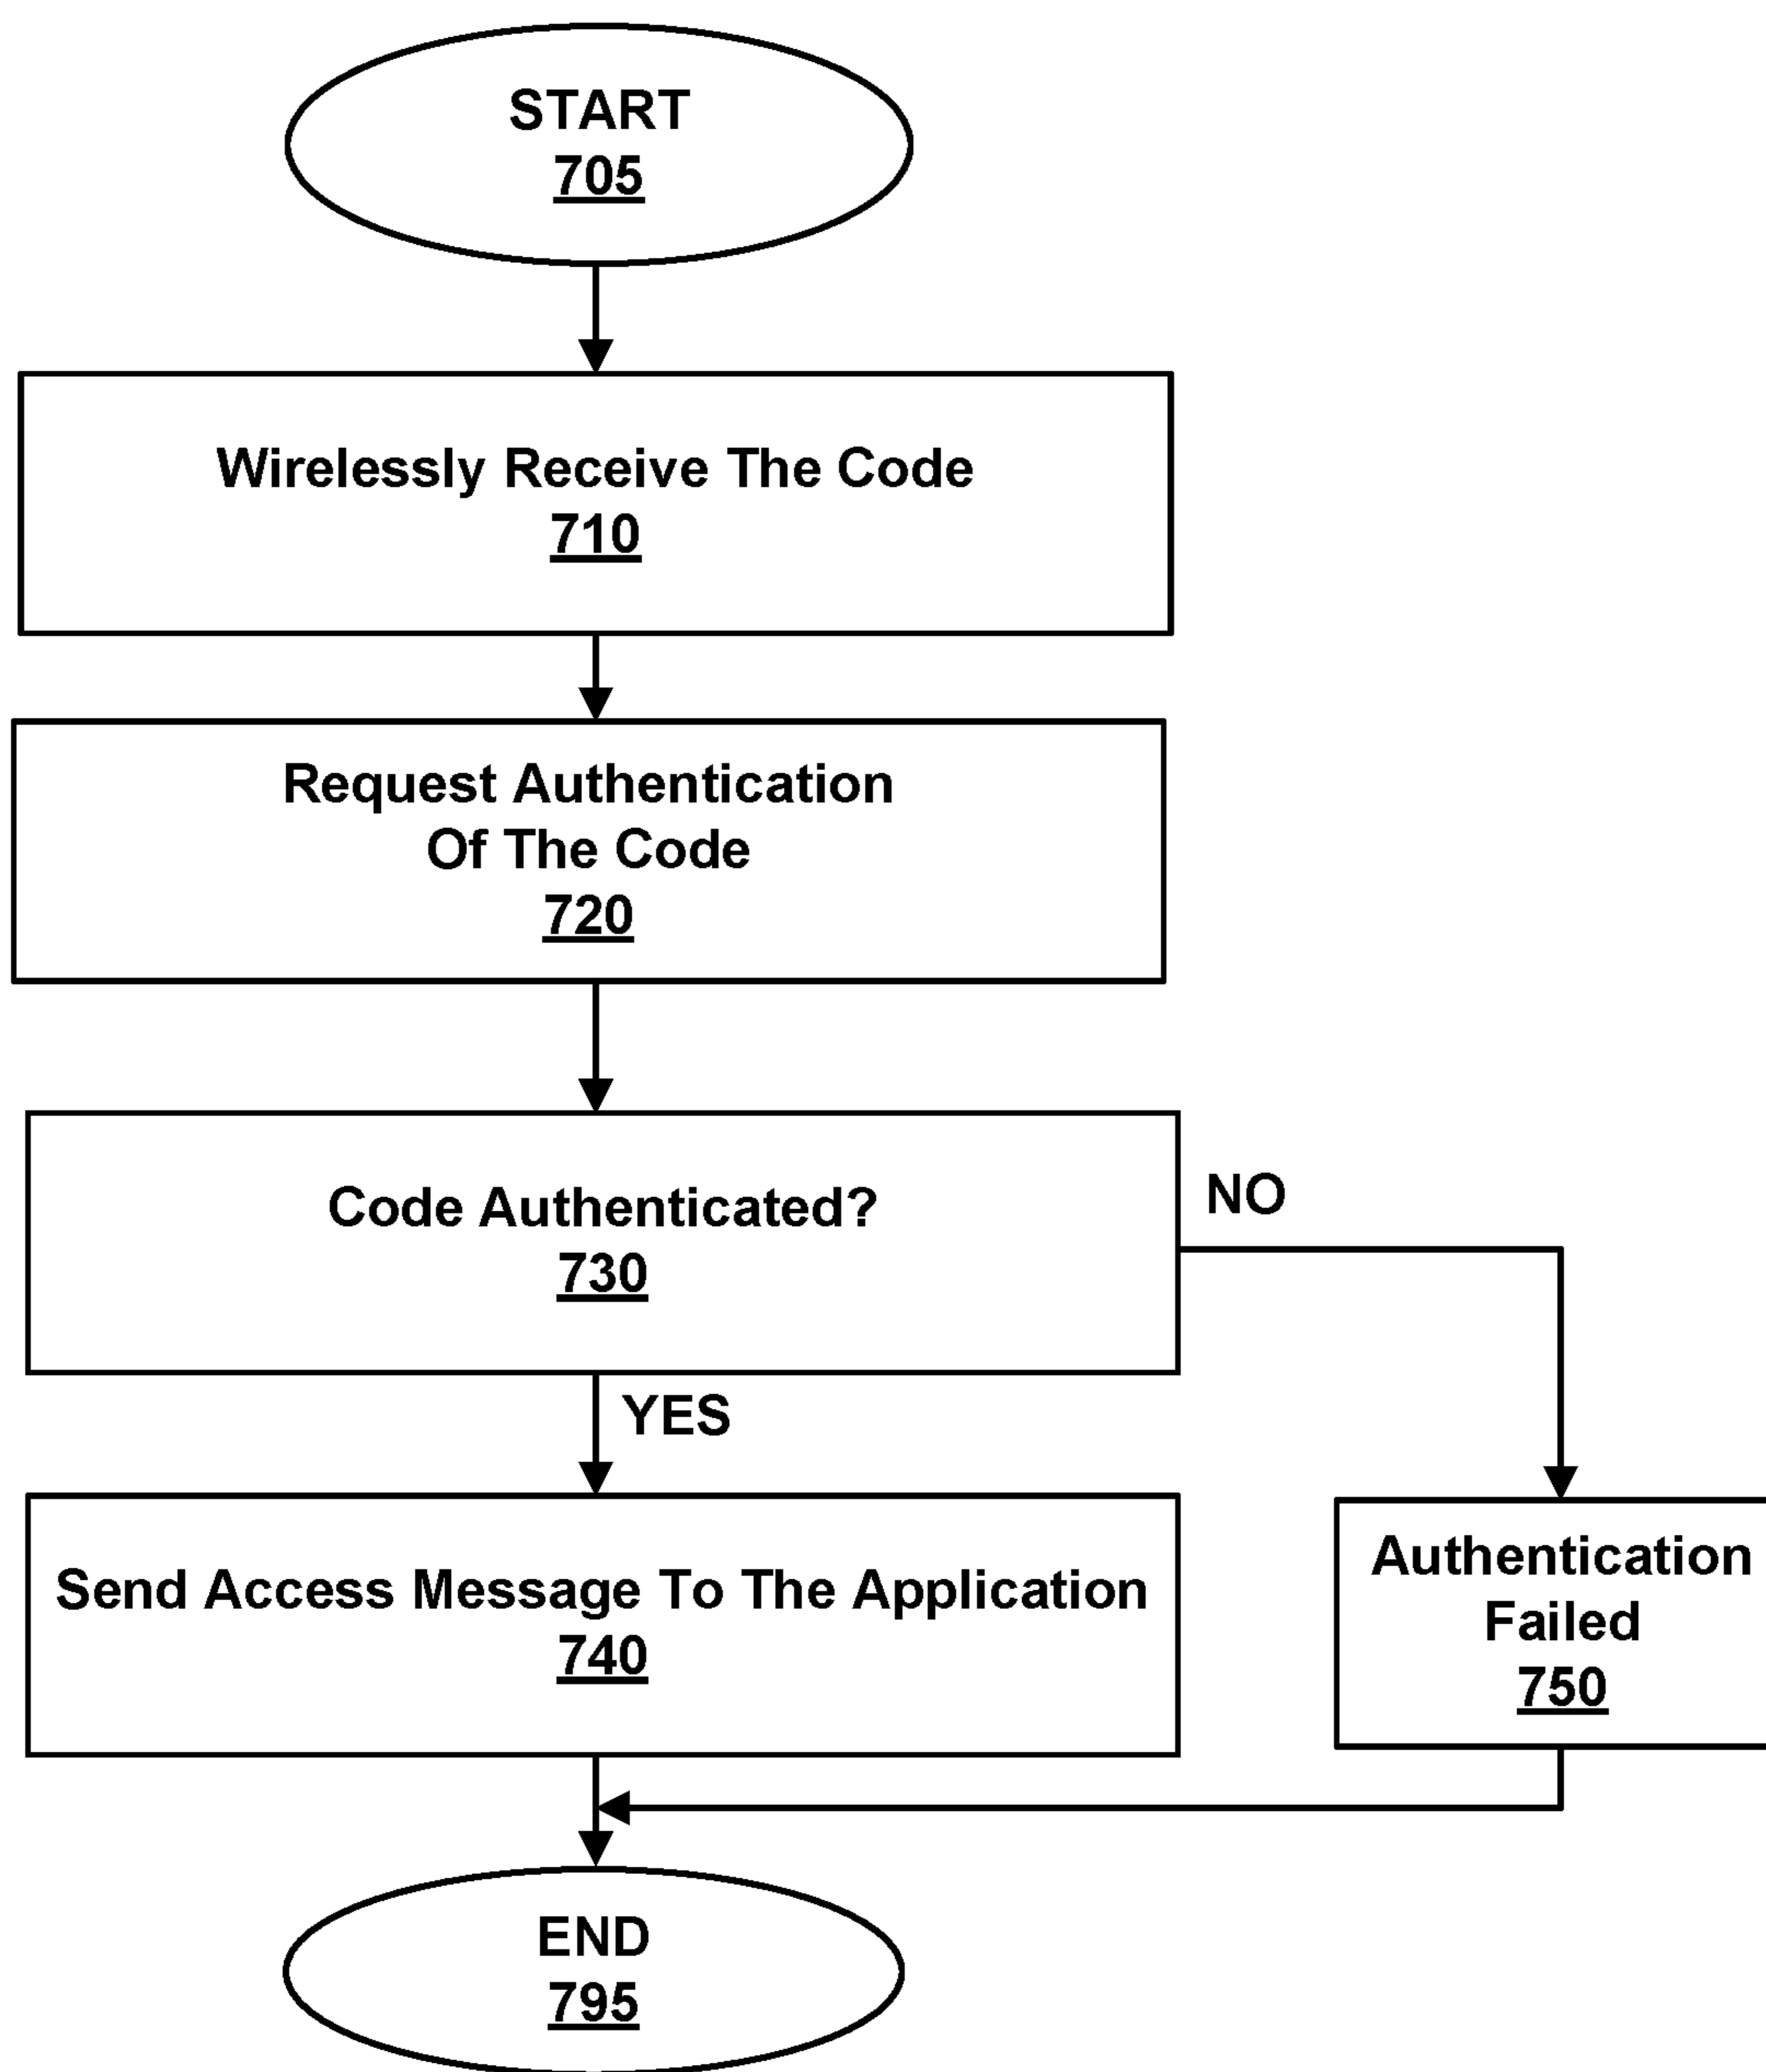 START
705
Wirelessly Receive The Code
710
Request Authentication
Of The Code
720
Code Authenticated?
730
NO
YES
Send Access Message To The Application
740
Authentication
Failed
750
END
795